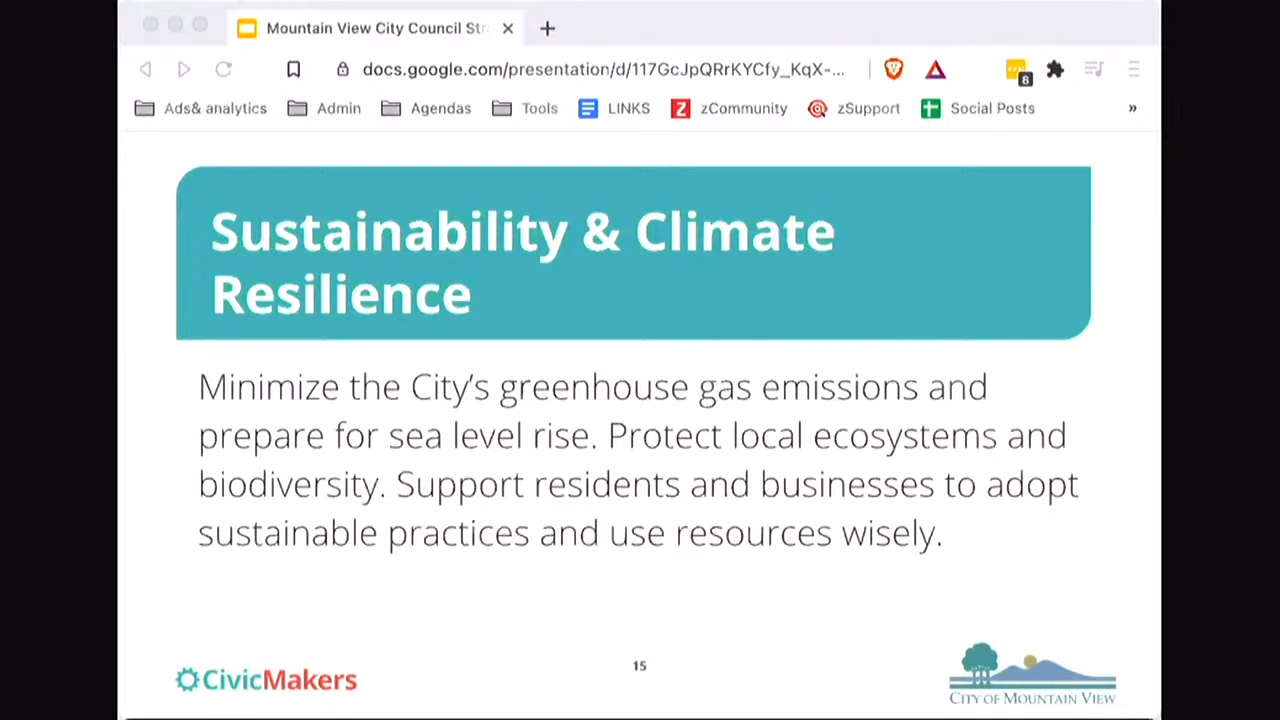 Mountain View City Council Str
docs.google.com/presentation/d/117GcJpQRrKYCfy_KqX-...
8
Ads& analytics Admin Agendas Tools LINKS zCommunity zSupport Social Posts »
Sustainability & Climate
Resilience
Minimize the City's greenhouse gas emissions and
prepare for sea level rise. Protect local ecosystems and
biodiversity. Support residents and businesses to adopt
sustainable practices and use resources wisely.
CivicMakers
15
CITY OF MOUNTAIN VIEW